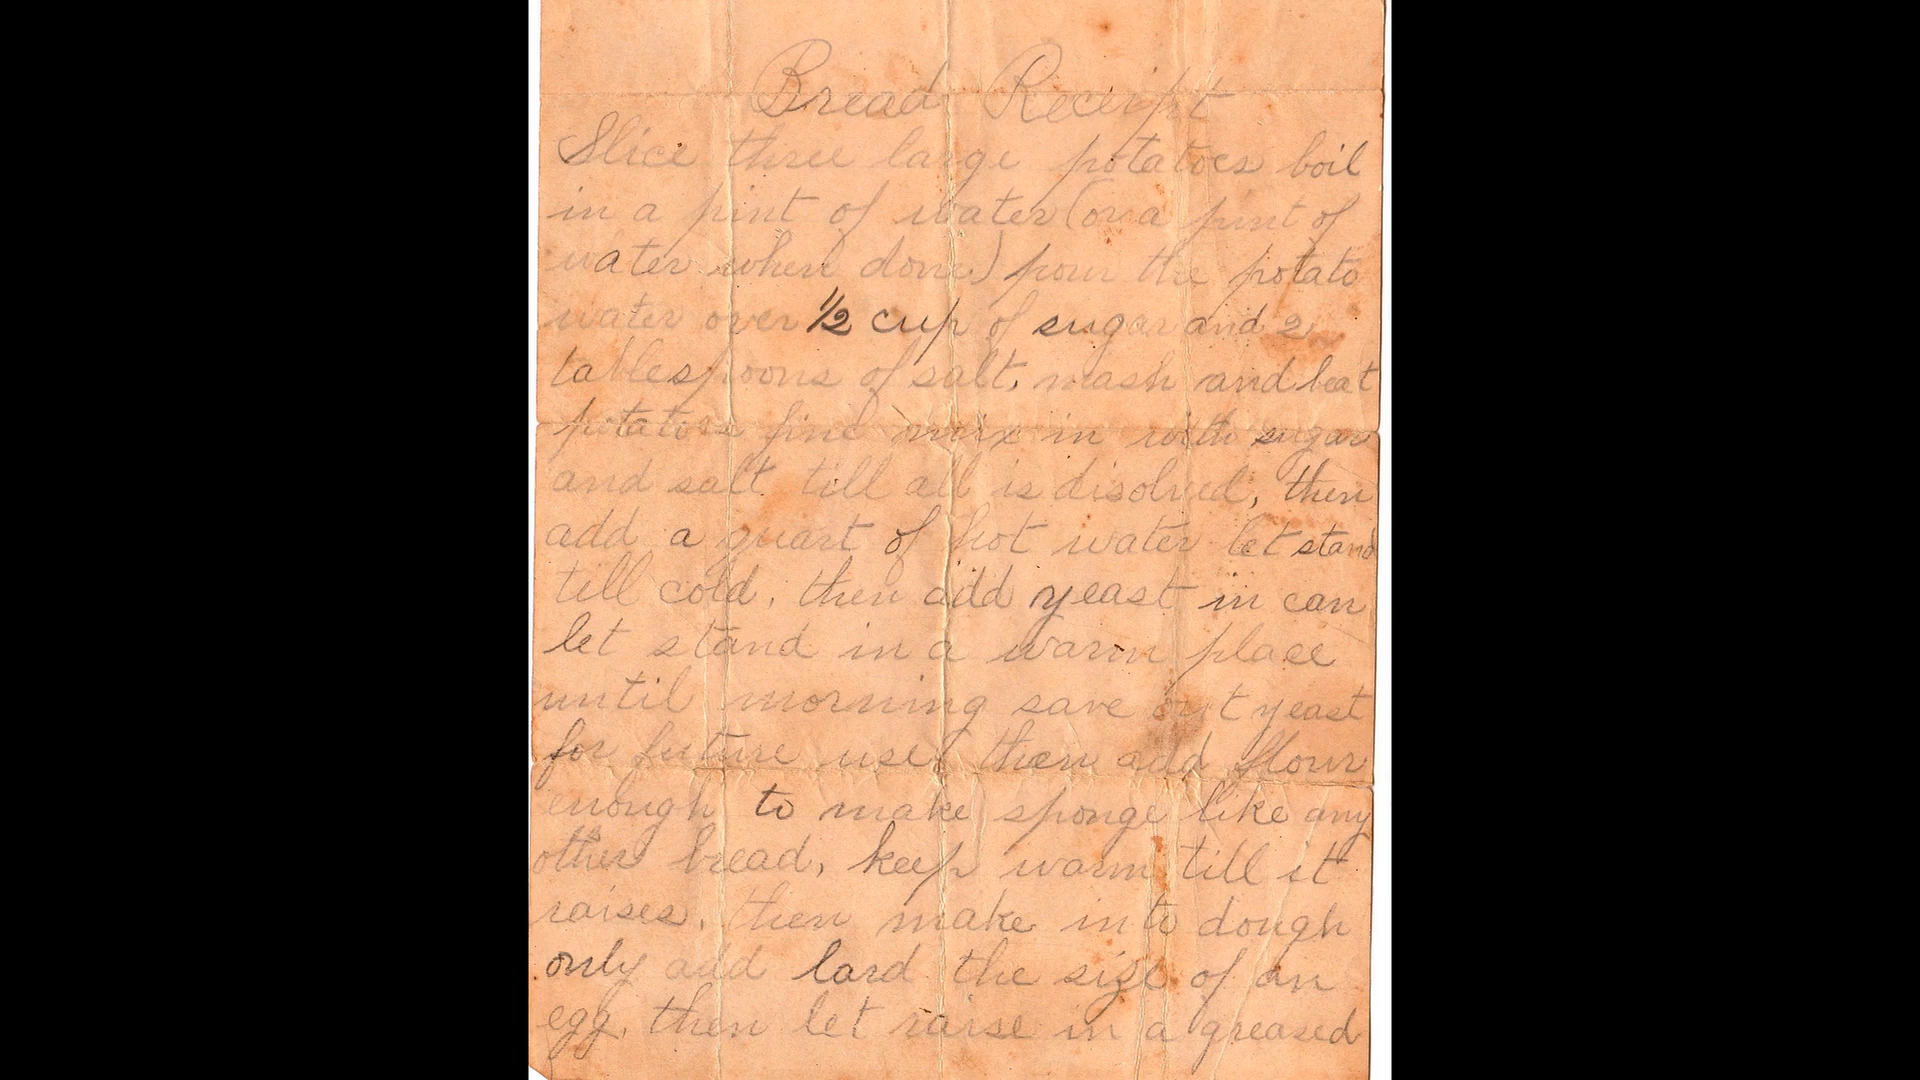 Bread Receipt
Slice three large potatoes boil
in a pint of water (or a pint of
water when done) pour the potato
water over 1/2 cup of sugar and 2
tablespoons of salt, mash and beat
potatoes fine mix in with sugar
and salt till all is disolved, then
add a quart of hot water let stand
till cold, then add yeast in can
let stand in a warm place
until morning save out yeast
for future use then add flour
enough to make sponge like any
other bread, keep warm till it
raises, then make into dough
only add lard the size of an
egg, then let raise in a greased